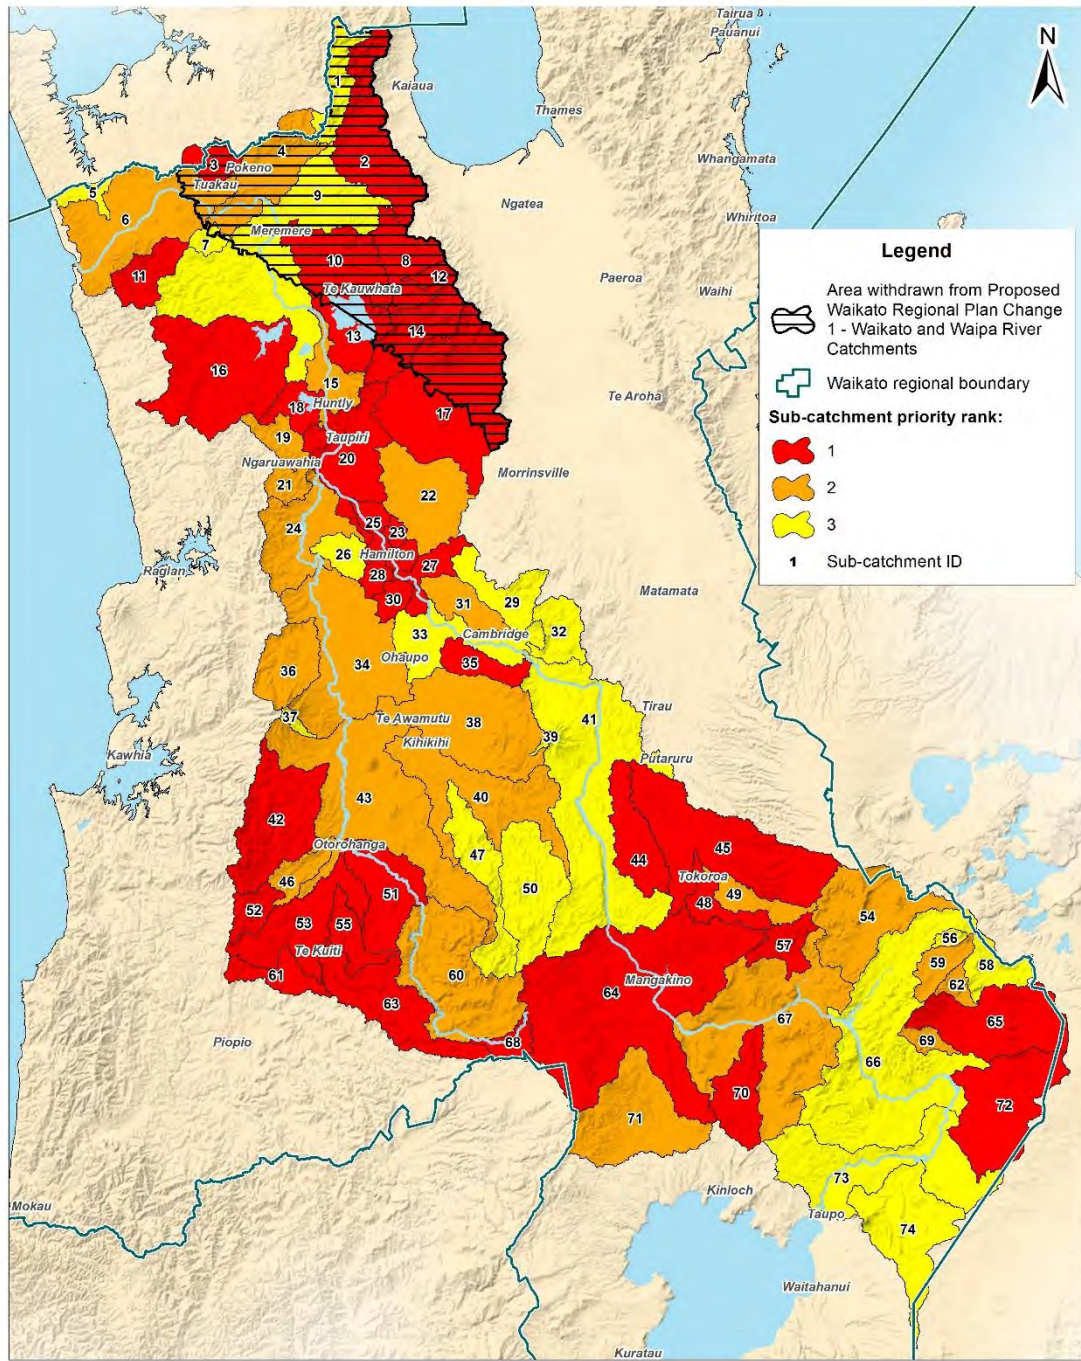 Tairua
Pauanui
N
Kaiaua
1
Thames
4
3
Pokeno
2
Whangamata
Tuakau
5
9
Ngatea
6
Whiritoa
7
Meremere
Legend
10
8
11
12
Paeroa
Waihi
Te Kauwhata
Area withdrawn from Proposed
Waikato Regional Plan Change
1 - Waikato and Waipa River
Catchments
14
13
16
Waikato regional boundary
15
Te Aroha
18
Huntly
17
Sub-catchment priority rank:
19
Taupiri
1
20
Ngaruawahia
Morrinsville
21
2
22
24
25
23
3
26
Hamilton
27
Sub-catchment ID
1
28
Raglan
30
31
29
Matamata
33
Cambridge
32
34
Ohaupo
36
35
37
Te Awamutu
38
41
Tirau
Kihikihi
39
Kawhia
Putaruru
43
40
42
Otorohanga
47
44
45
46
50
Tokoroa
51
49
52
48
53
55
54
Te Kuiti
57
56
61
60
59
58
Mangakino
62
63
64
67
65
Piopio
68
69
66
70
72
71
73
Kinloch
Mokau
Taupo
74
Waitahanui
Kuratau